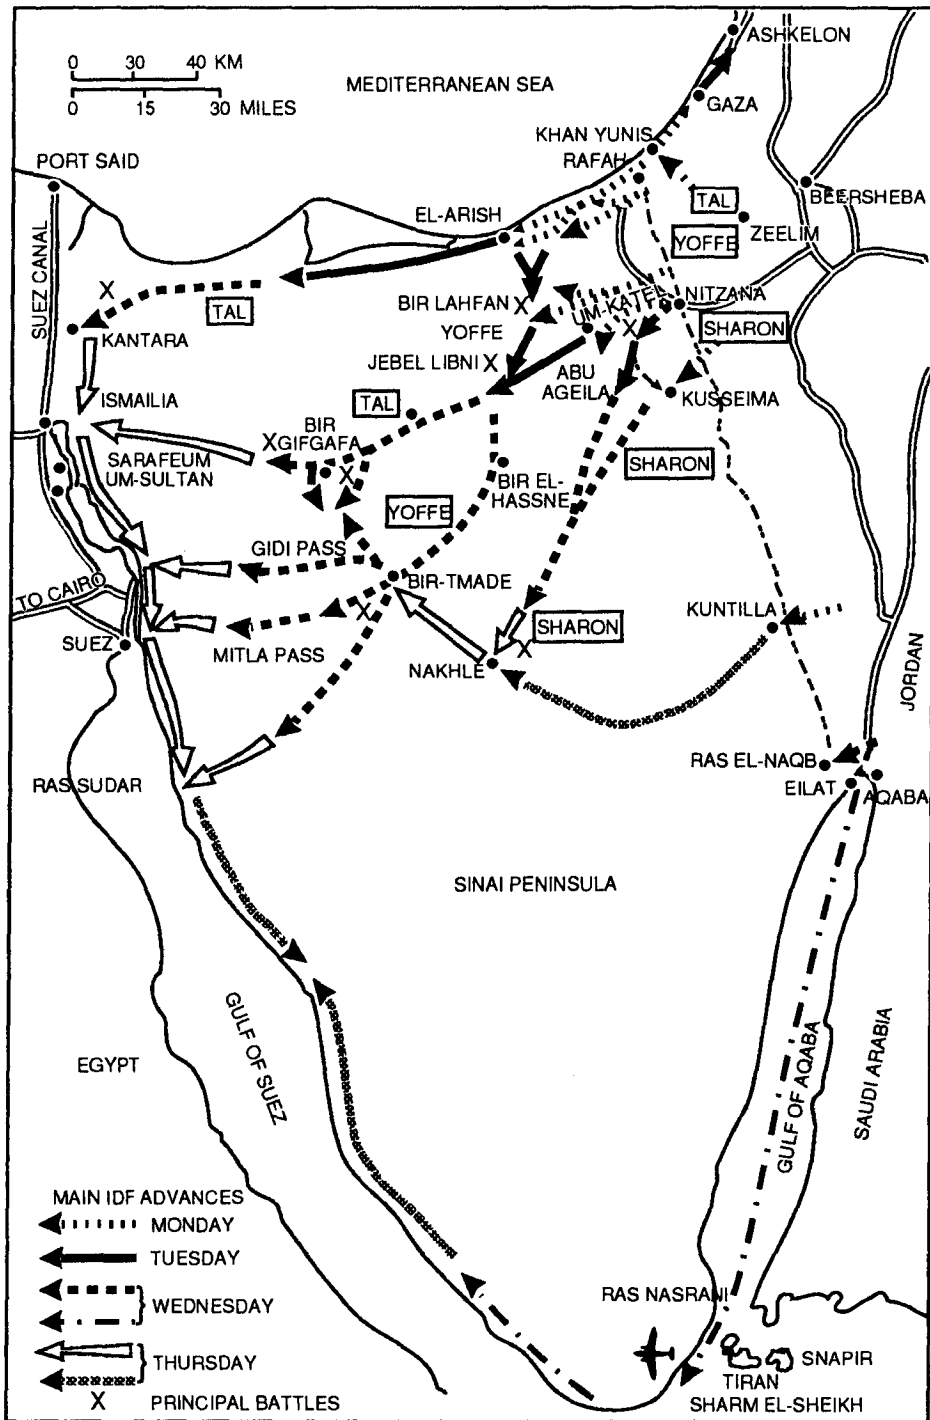 ASHKELON
0 30 40 KM
0 15 30 MILES
MEDITERRANEAN SEA
GAZA
KHAN YUNIS
RAFAH
PORT SAID
TAL
BEERSHEBA
EL-ARISH
ZEELIM
YOFFE
SUEZ CANAL
X
TAL
BIR LAHFAN X
UM-KATEF
NITZANA
X
KANTARA
YOFFE
SHARON
JEBEL LIBNI X
ABU
AGEILA
KUSSEIMA
ISMAILIA
TAL
BIR
X GIFGAFA
SARAFEUM
UM-SULTAN
X
BIR EL-
HASSNE
SHARON
YOFFE
GIDI PASS
BIR-TMADE
TO CAIRO
X
KUNTILLA
SHARON
SUEZ
MITLA PASS
NAKHLE
X
JORDAN
RAS SUDAR
RAS EL-NAQB
EILAT
AQABA
SINAI PENINSULA
GULF OF SUEZ
EGYPT
GULF OF AQABA
SAUDI ARABIA
MAIN IDF ADVANCES
MONDAY
TUESDAY
WEDNESDAY
THURSDAY
X PRINCIPAL BATTLES
RAS NASRANI
SNAPIR
TIRAN
SHARM EL-SHEIKH